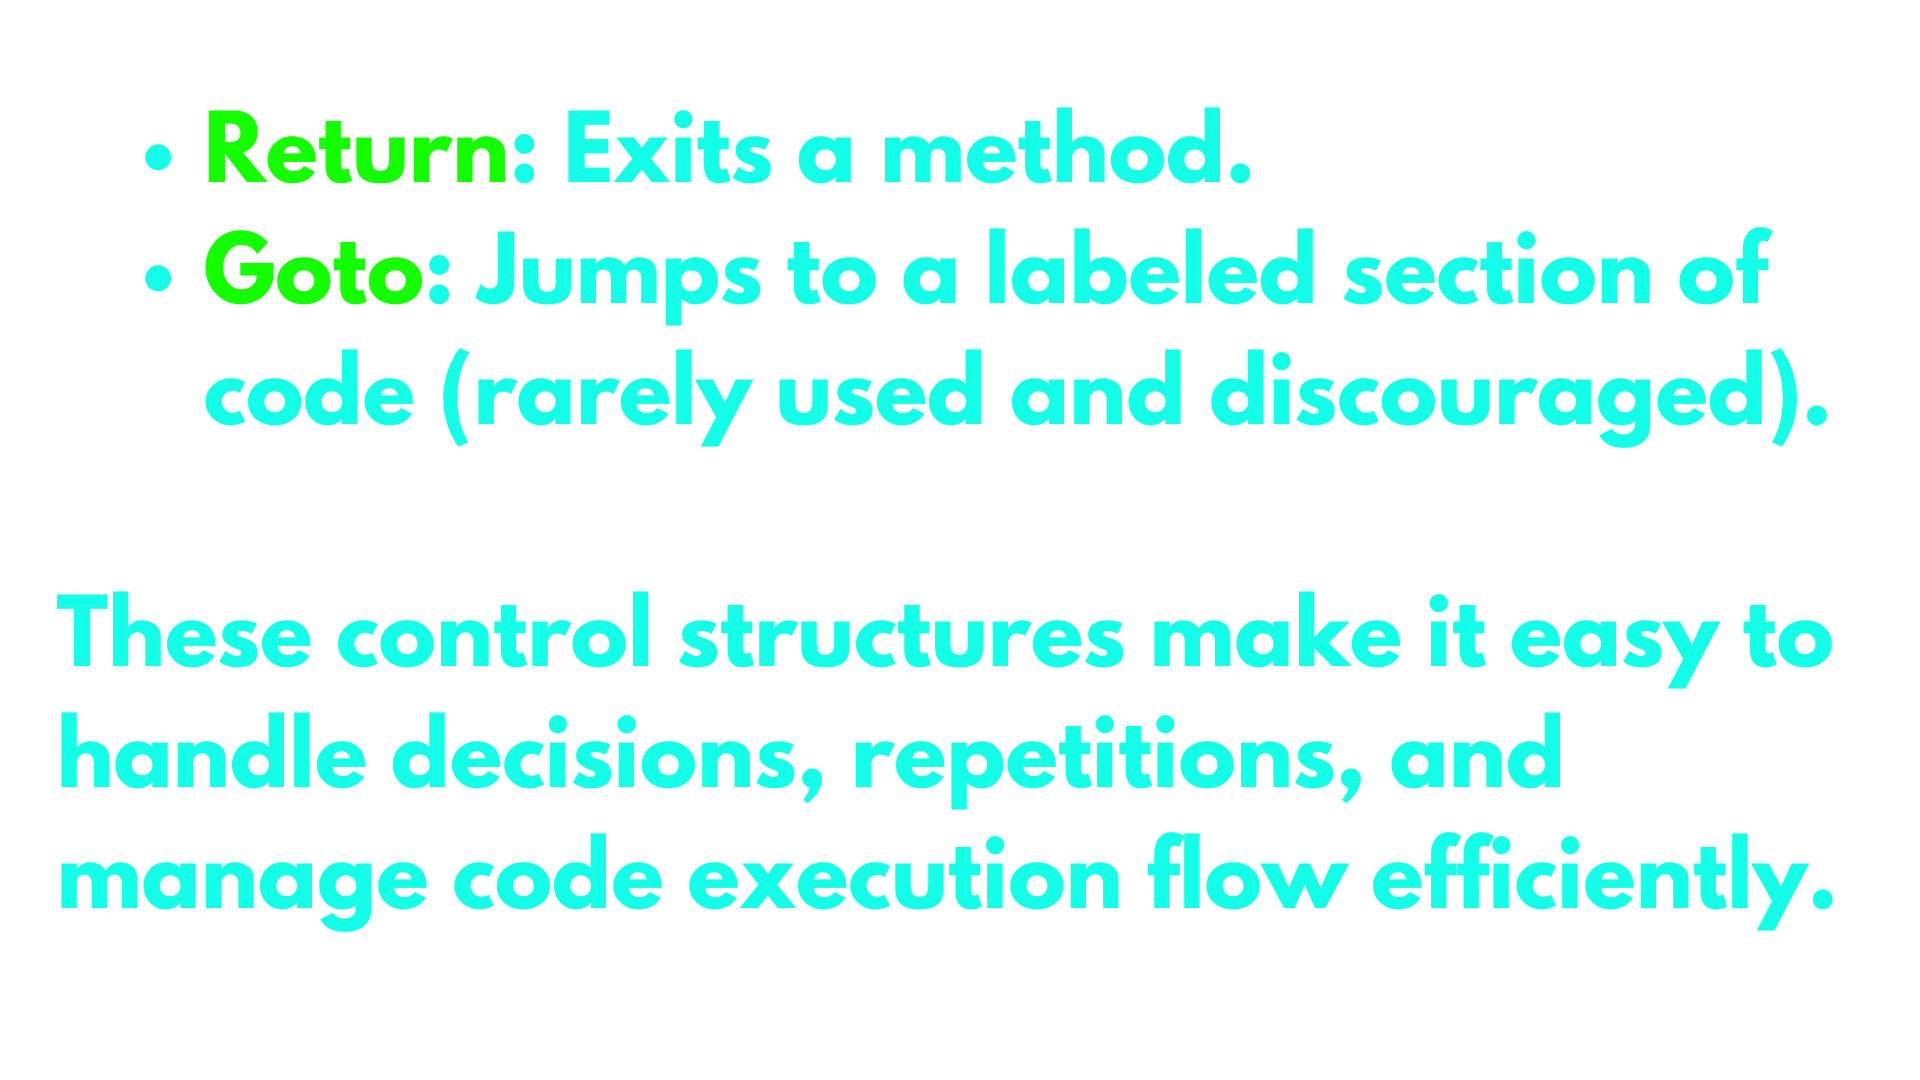 • Return: Exits a method.
• Goto: Jumps to a labeled section of
code (rarely used and discouraged).
These control structures make it easy to
handle decisions, repetitions, and
manage code execution flow efficiently.